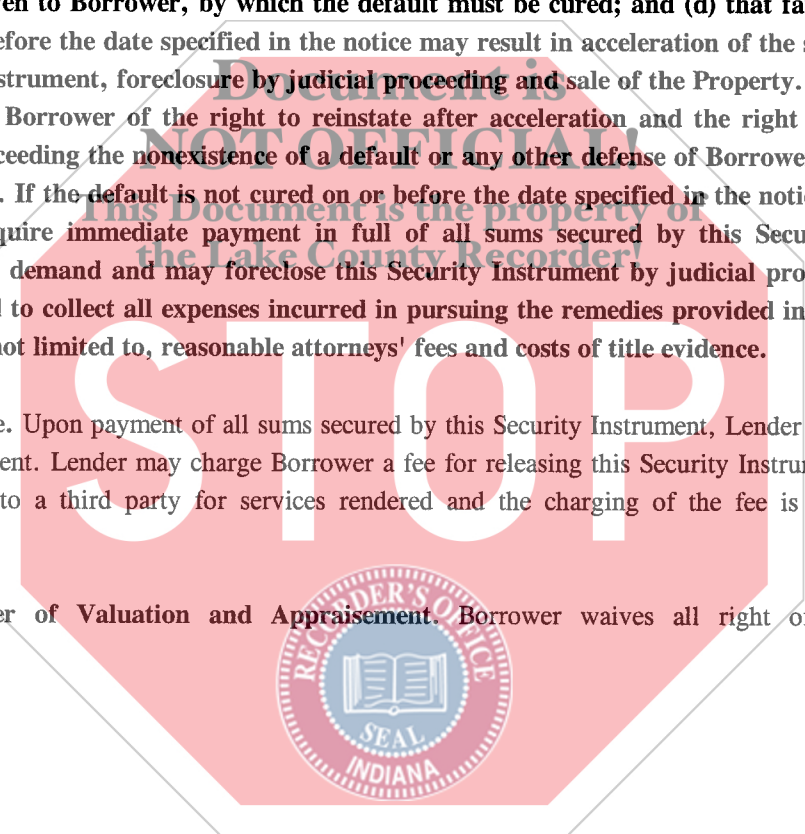 en to Borrower, by which the default must be cured; and (d) that fa
efore the date specified in the notice may result in acceleration of the
strument, foreclosure by judicial proceeding and sale of the Property.
Document is
Borrower of the right to reinstate after acceleration and the right
NOT OFFICIAL!
ceeding the nonexistence of a default or any other defense of Borrowe
. If the default is not cured on or before the date specified in the noti
This Document is the property of
quire immediate payment in full of all sums secured by this Secu
the Lake County Recorder!
demand and may foreclose this Security Instrument by judicial pro
to collect all expenses incurred in pursuing the remedies provided in
not limited to, reasonable attorneys' fees and costs of title evidence.
STOP
e. Upon payment of all sums secured by this Security Instrument, Lender
ent. Lender may charge Borrower a fee for releasing this Security Instru
to a third party for services rendered and the charging of the fee is
er of Valuation and Appraisement. Borrower waives all right o
RECORDER'S OFFICE
SEAL
INDIANA